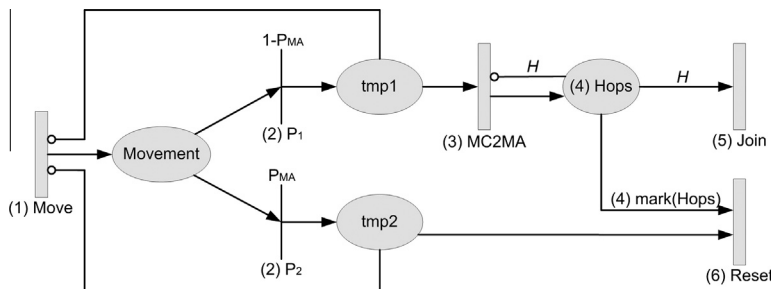 1-PMA
tmp1
H
H
(4) Hops
(2) P1
(3) MC2MA
(5) Join
Movement
PMA
(4) mark(Hops)
(1) Move
tmp2
(2) P2
(6) Reset